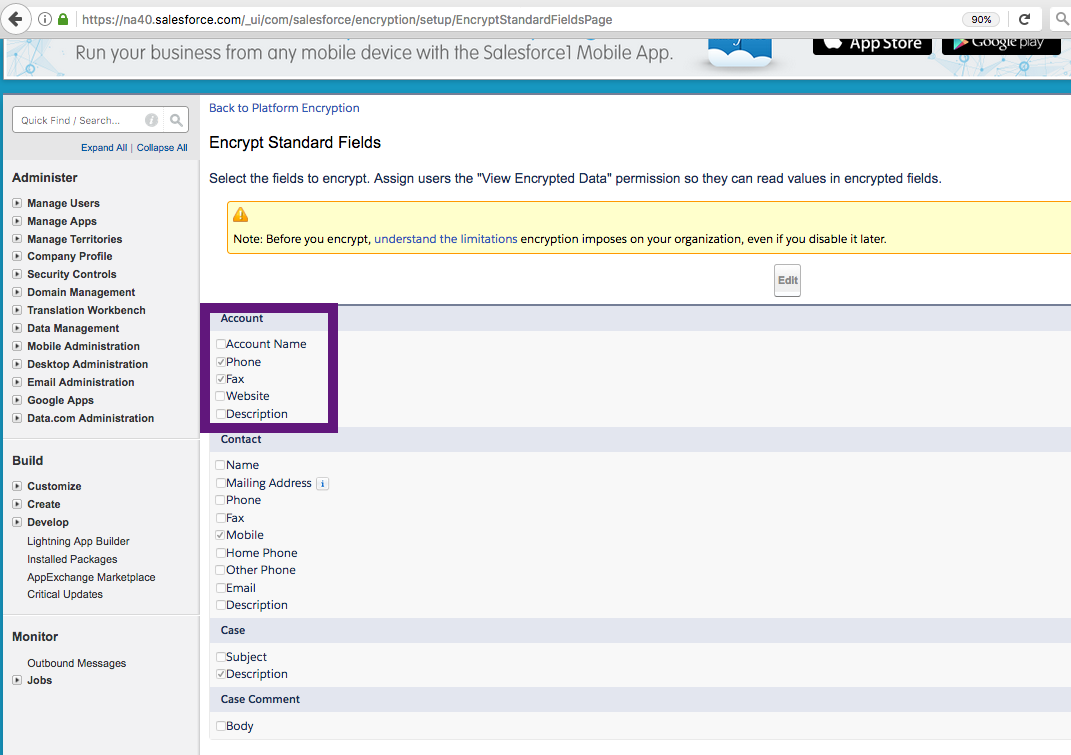 https://na40.salesforce.com/_ui/com/salesforce/encryption/setup/EncryptStandardFieldsPage
90%
Run your business from any mobile device with the Salesforce1 Mobile App.
App Store
Google play
Quick Find / Search...
Expand All | Collapse All
Administer
Manage Users
Manage Apps
Manage Territories
Company Profile
Security Controls
Domain Management
Translation Workbench
Data Management
Mobile Administration
Desktop Administration
Email Administration
Google Apps
Data.com Administration
Build
Customize
Create
Develop
Lightning App Builder
Installed Packages
AppExchange Marketplace
Critical Updates
Monitor
Outbound Messages
Jobs
Back to Platform Encryption
Encrypt Standard Fields
Select the fields to encrypt. Assign users the "View Encrypted Data" permission so they can read values in encrypted fields.
Note: Before you encrypt, understand the limitations encryption imposes on your organization, even if you disable it later.
Edit
Account
Account Name
Phone
Fax
Website
Description
Contact
Name
Mailing Address i
Phone
Fax
Mobile
Home Phone
Other Phone
Email
Description
Case
Subject
Description
Case Comment
Body